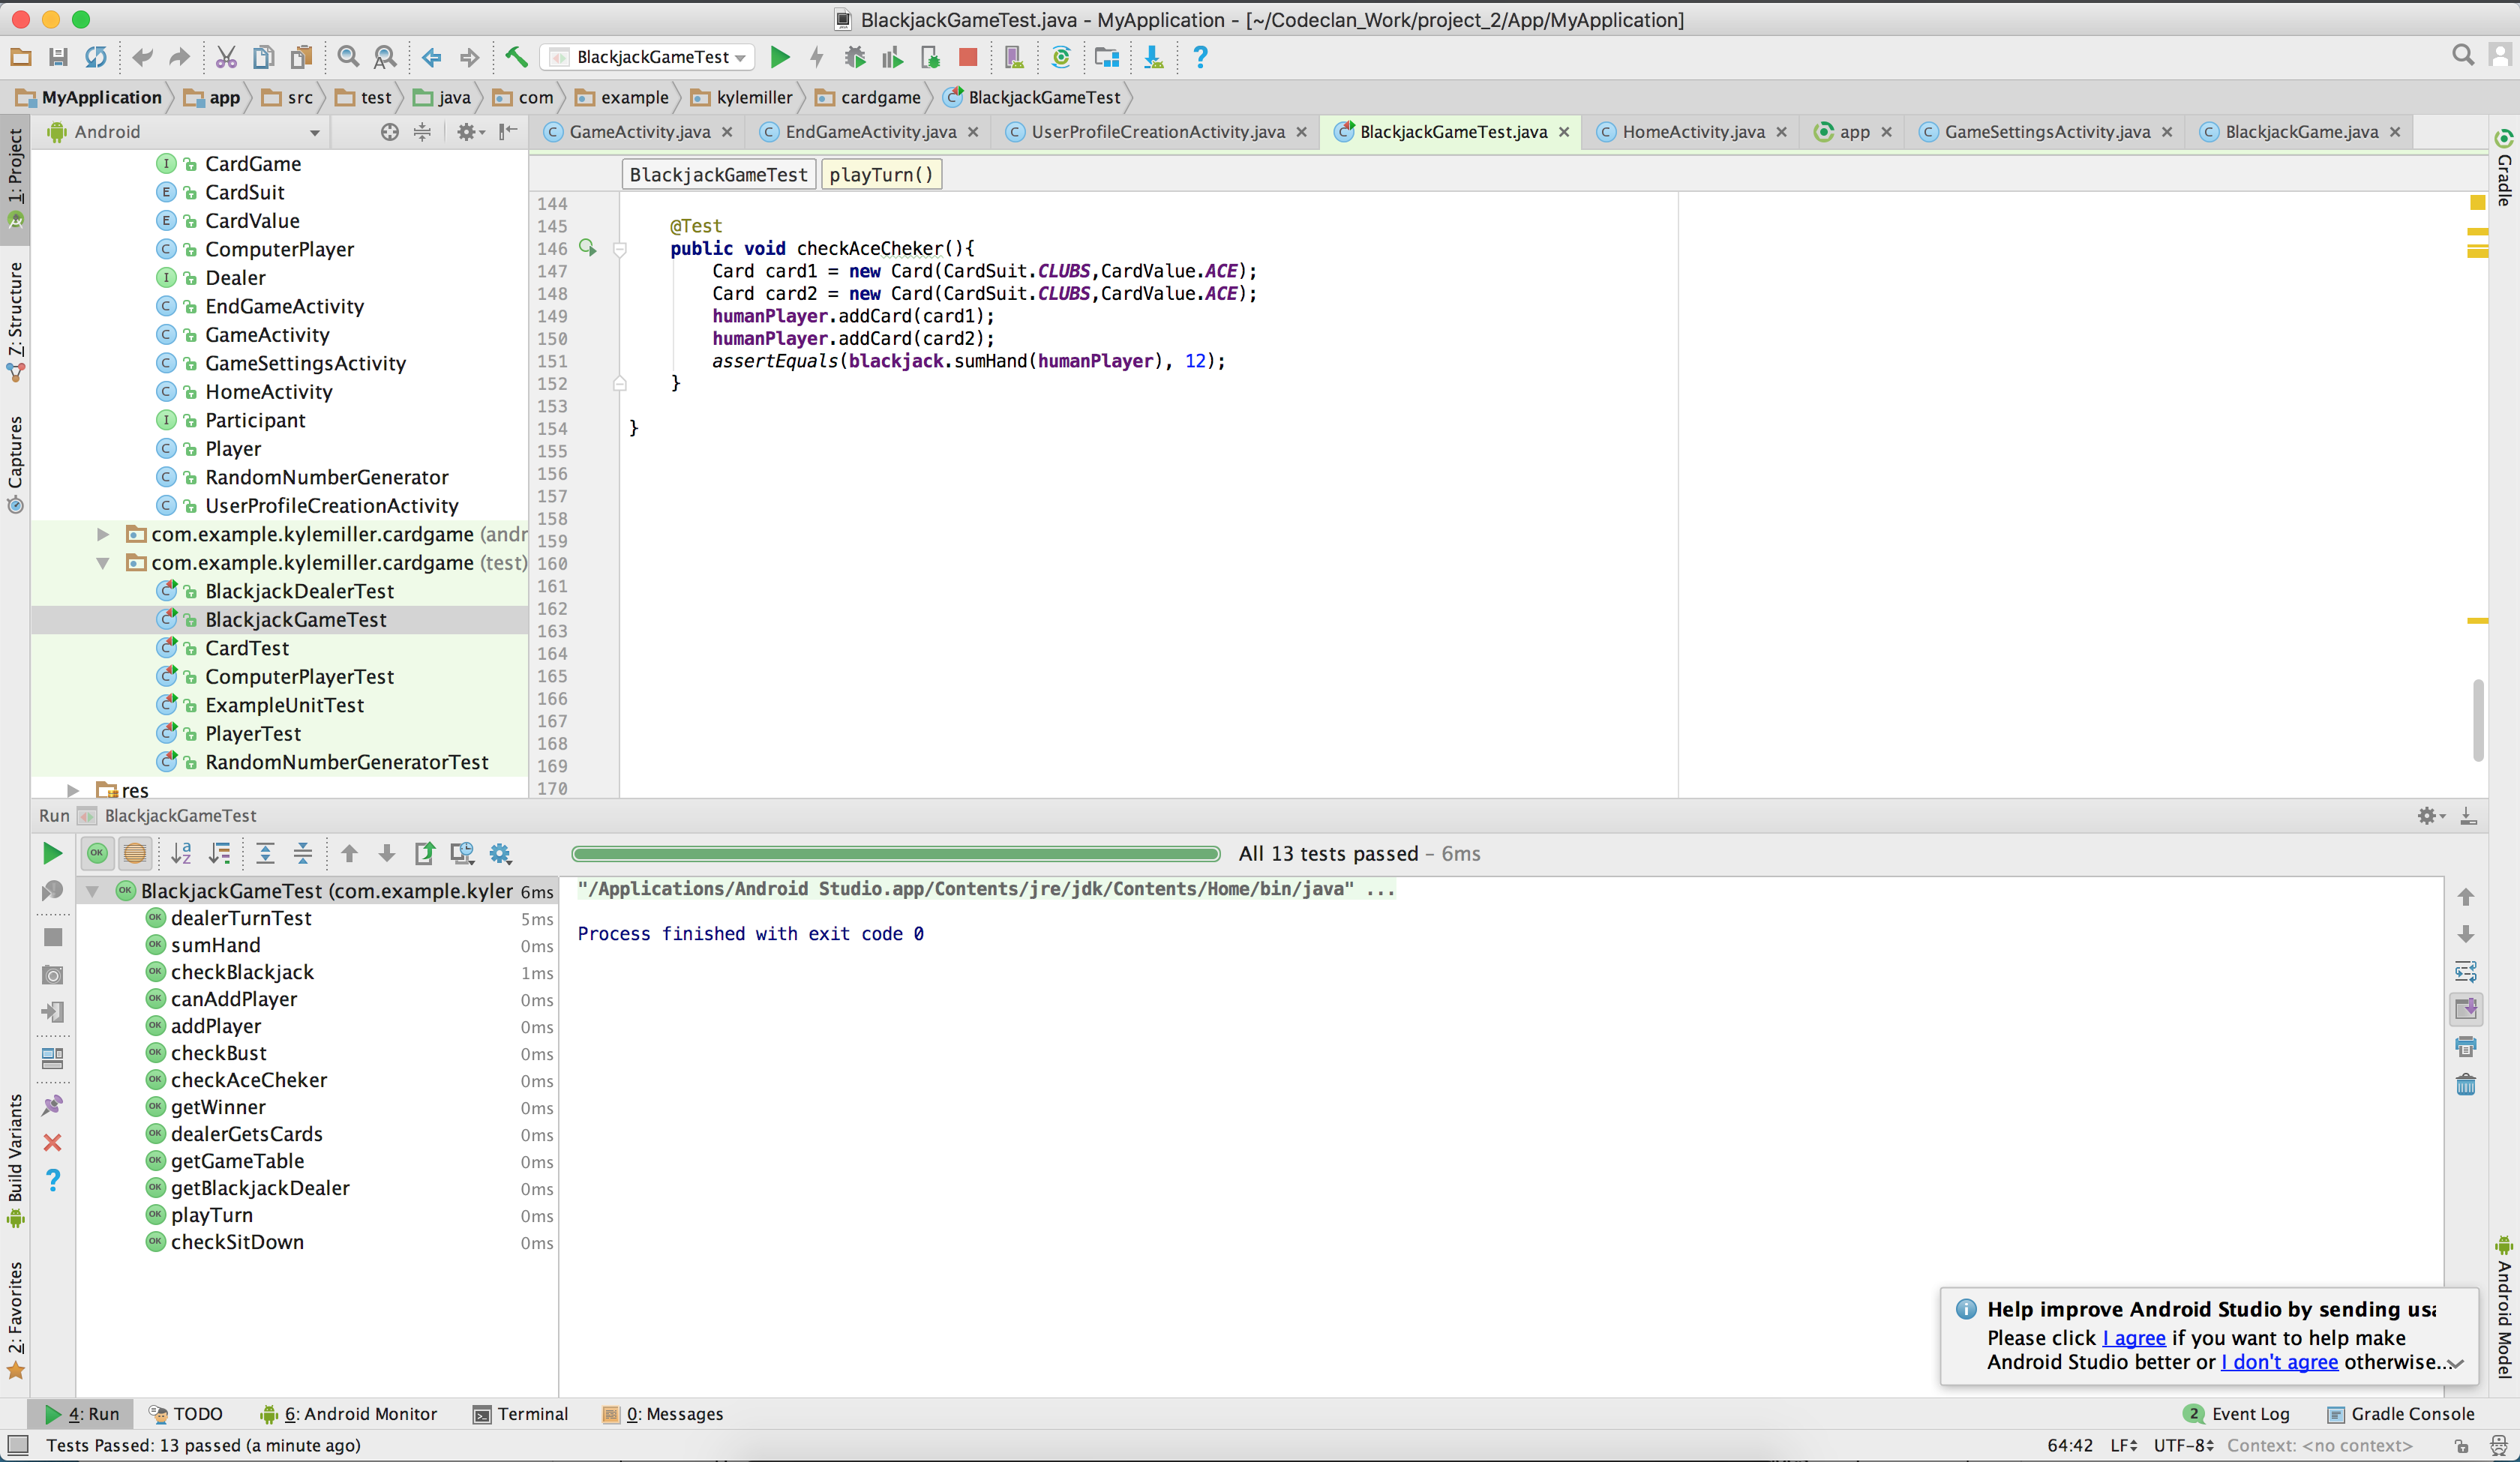 BlackjackGameTest.java - MyApplication - [~/Codeclan_Work/project_2/App/MyApplication]
BlackjackGameTest
MyApplication app src test java com example kylemiller cardgame BlackjackGameTest
1: Project
Z: Structure
Captures
Build Variants
2: Favorites
Android
GameActivity.java EndGameActivity.java UserProfileCreationActivity.java BlackjackGameTest.java HomeActivity.java app GameSettingsActivity.java BlackjackGame.java
Gradle
Android Model
CardGame
CardSuit
CardValue
ComputerPlayer
Dealer
EndGameActivity
GameActivity
GameSettingsActivity
HomeActivity
Participant
Player
RandomNumberGenerator
UserProfileCreationActivity
com.example.kylemiller.cardgame (andr
com.example.kylemiller.cardgame (test)
BlackjackDealerTest
BlackjackGameTest
CardTest
ComputerPlayerTest
ExampleUnitTest
PlayerTest
RandomNumberGeneratorTest
res
BlackjackGameTest playTurn()
144
145 @Test
146 public void checkAceCheker(){
147 Card card1 = new Card(CardSuit.CLUBS,CardValue.ACE);
148 Card card2 = new Card(CardSuit.CLUBS,CardValue.ACE);
149 humanPlayer.addCard(card1);
150 humanPlayer.addCard(card2);
151 assertEquals(blackjack.sumHand(humanPlayer), 12);
152 }
153
154 }
155
156
157
158
159
160
161
162
163
164
165
166
167
168
169
170
Run BlackjackGameTest
All 13 tests passed – 6ms
BlackjackGameTest (com.example.kyler 6ms
dealerTurnTest 5ms
sumHand 0ms
checkBlackjack 1ms
canAddPlayer 0ms
addPlayer 0ms
checkBust 0ms
checkAceCheker 0ms
getWinner 0ms
dealerGetsCards 0ms
getGameTable 0ms
getBlackjackDealer 0ms
playTurn 0ms
checkSitDown 0ms
"/Applications/Android Studio.app/Contents/jre/jdk/Contents/Home/bin/java" ...
Process finished with exit code 0
Help improve Android Studio by sending usa
Please click I agree if you want to help make
Android Studio better or I don't agree otherwise...
4: Run TODO 6: Android Monitor Terminal 0: Messages 2 Event Log Gradle Console
Tests Passed: 13 passed (a minute ago) 64:42 LF UTF-8 Context: <no context>